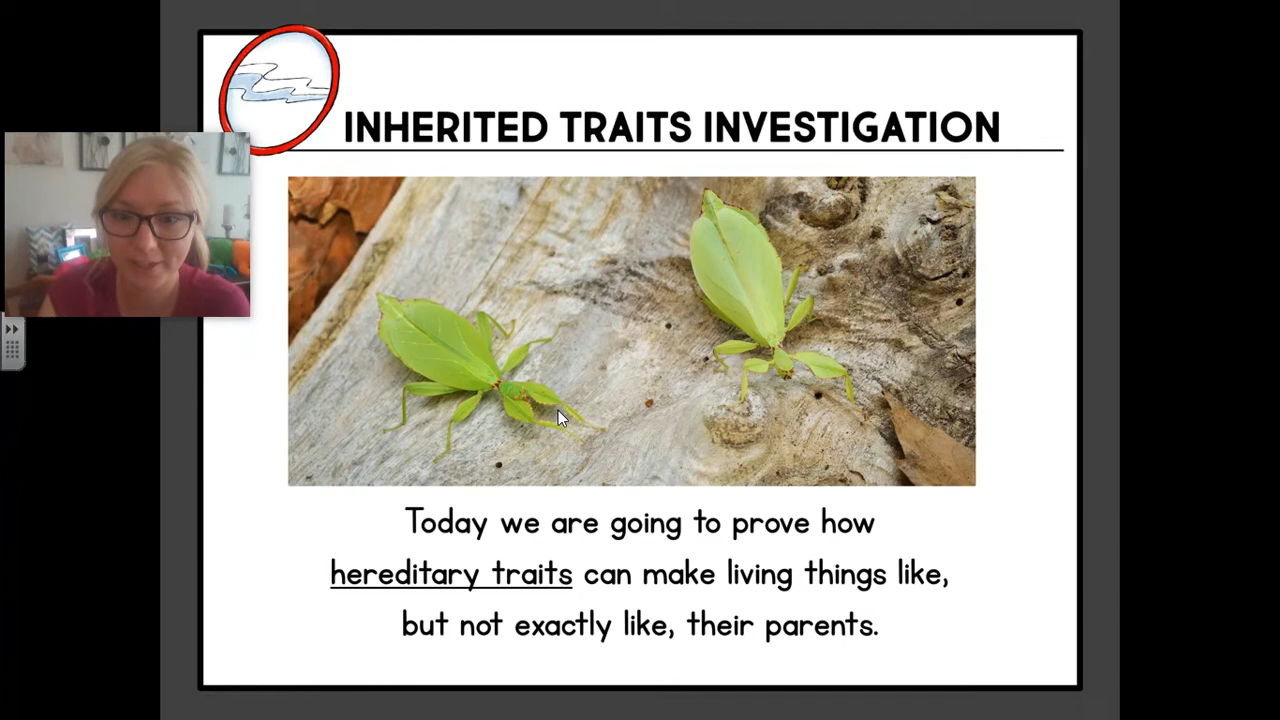 INHERITED TRAITS INVESTIGATION
Today we are going to prove how
hereditary traits can make living things like,
but not exactly like, their parents.